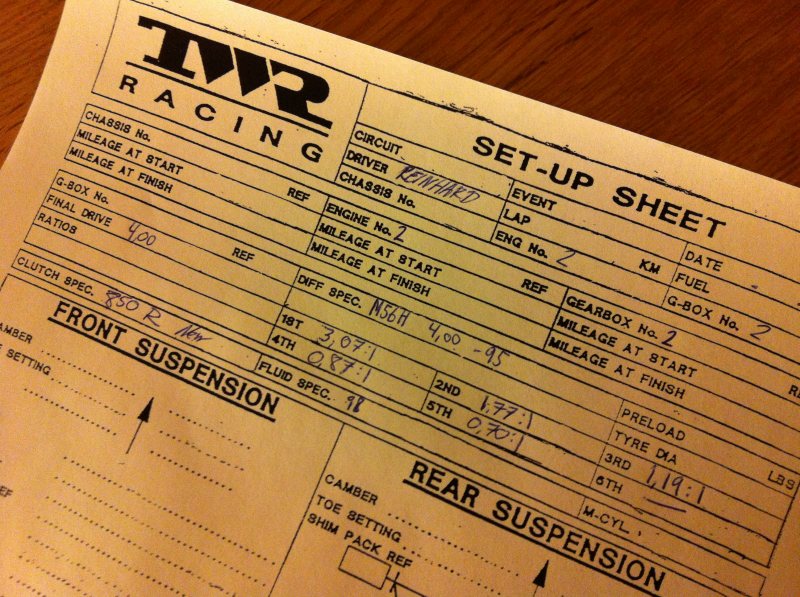 TWR
RACING
SET-UP SHEET
CIRCUIT
EVENT
DATE
DRIVER REINHARD
LAP
FUEL
CHASSIS No.
ENG No. 2
KM
G-BOX No. 2
CHASSIS No.
MILEAGE AT START
MILEAGE AT FINISH
REF
ENGINE No. 2
MILEAGE AT START
MILEAGE AT FINISH
REF
GEARBOX No. 2
MILEAGE AT START
MILEAGE AT FINISH
G-BOX No.
FINAL DRIVE 4,00
RATIOS
REF
DIFF SPEC. M56H 4,00 -95
PRELOAD
LBS
TYRE DIA
1ST 3,07:1
2ND 1,77:1
3RD 1,19:1
4TH 0,87:1
5TH 0,70:1
6TH
CLUTCH SPEC. 850 R New
FLUID SPEC. 98
M-CYL.
FRONT SUSPENSION
CAMBER
TOE SETTING
REF
REAR SUSPENSION
CAMBER
TOE SETTING
SHIM PACK REF